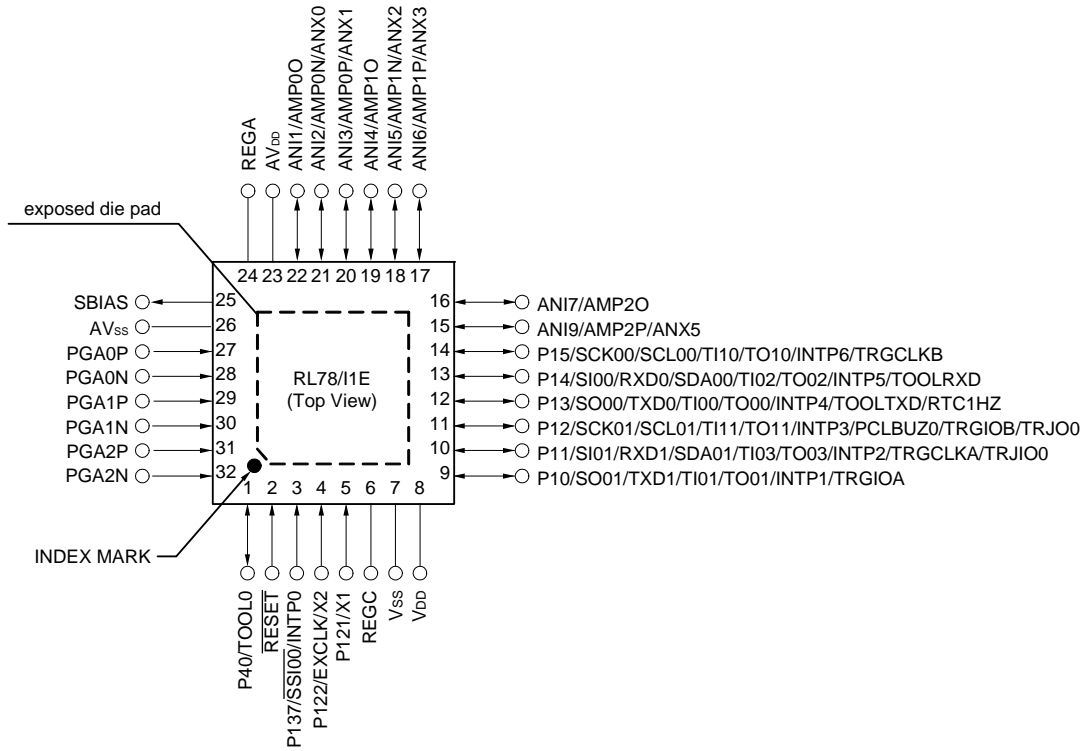 REGA
AVDD
ANI1/AMP0O
ANI2/AMP0N/ANX0
ANI3/AMP0P/ANX1
ANI4/AMP1O
ANI5/AMP1N/ANX2
ANI6/AMP1P/ANX3
exposed die pad
24 23 22 21 20 19 18 17
SBIAS 25
AVSS 26
PGA0P 27
PGA0N 28
PGA1P 29
PGA1N 30
PGA2P 31
PGA2N 32
RL78/I1E
(Top View)
16 ANI7/AMP2O
15 ANI9/AMP2P/ANX5
14 P15/SCK00/SCL00/TI10/TO10/INTP6/TRGCLKB
13 P14/SI00/RXD0/SDA00/TI02/TO02/INTP5/TOOLRXD
12 P13/SO00/TXD0/TI00/TO00/INTP4/TOOLTXD/RTC1HZ
11 P12/SCK01/SCL01/TI11/TO11/INTP3/PCLBUZ0/TRGIOB/TRJO0
10 P11/SI01/RXD1/SDA01/TI03/TO03/INTP2/TRGCLKA/TRJIO0
9 P10/SO01/TXD1/TI01/TO01/INTP1/TRGIOA
1 2 3 4 5 6 7 8
INDEX MARK
P40/TOOL0
RESET
P137/SSI00/INTP0
P122/EXCLK/X2
P121/X1
REGC
VSS
VDD